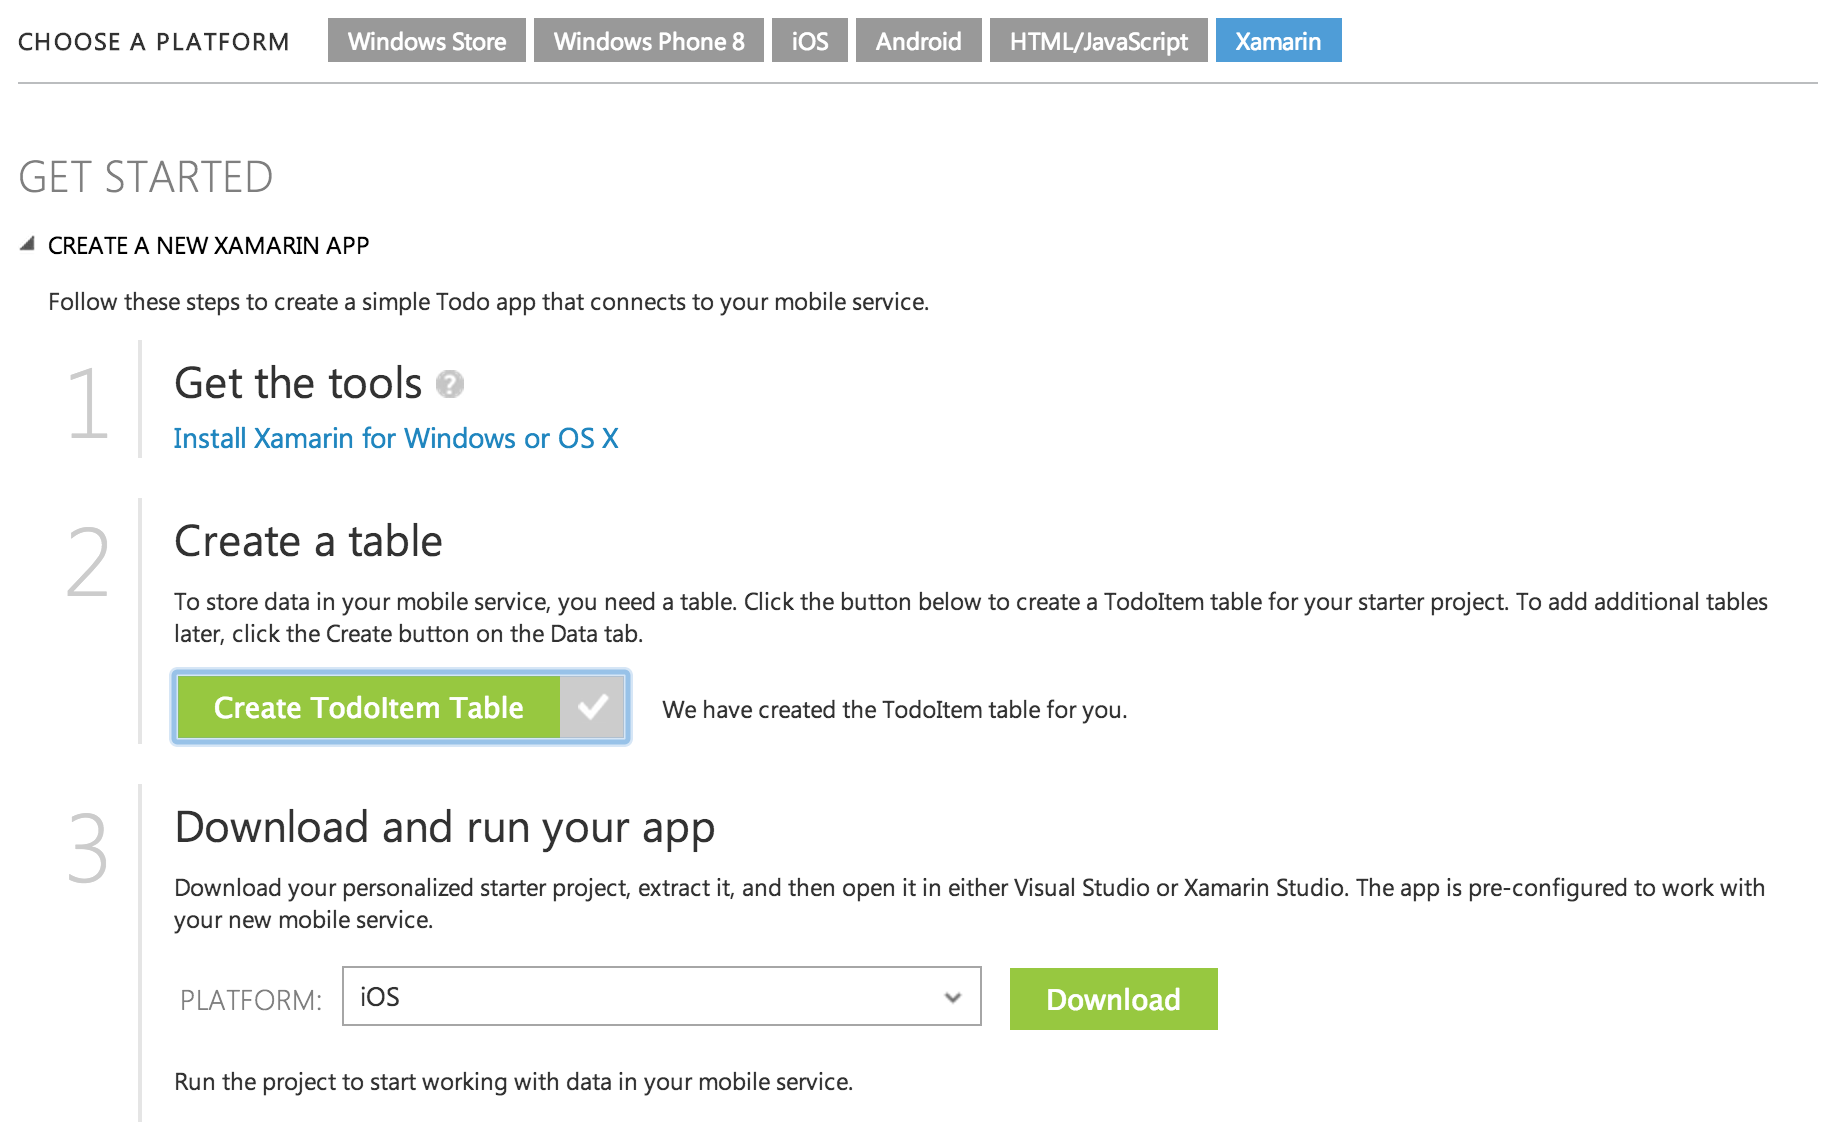 CHOOSE A PLATFORM Windows Store Windows Phone 8 iOS Android HTML/JavaScript Xamarin
GET STARTED
CREATE A NEW XAMARIN APP
Follow these steps to create a simple Todo app that connects to your mobile service.
1 Get the tools ?
Install Xamarin for Windows or OS X
2 Create a table
To store data in your mobile service, you need a table. Click the button below to create a TodoItem table for your starter project. To add additional tables
later, click the Create button on the Data tab.
Create TodoItem Table We have created the TodoItem table for you.
3 Download and run your app
Download your personalized starter project, extract it, and then open it in either Visual Studio or Xamarin Studio. The app is pre-configured to work with
your new mobile service.
PLATFORM: iOS Download
Run the project to start working with data in your mobile service.